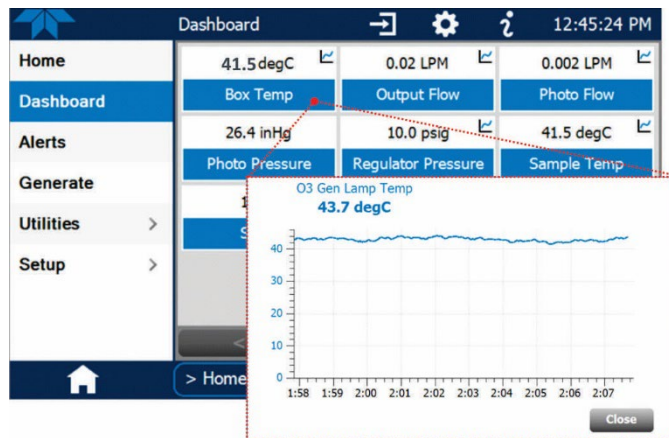 Dashboard
12:45:24 PM
Home
Dashboard
Alerts
Generate
Utilities >
Setup >
41.5 degC
Box Temp
0.02 LPM
Output Flow
0.002 LPM
Photo Flow
26.4 inHg
Photo Pressure
10.0 psig
Regulator Pressure
41.5 degC
Sample Temp
O3 Gen Lamp Temp
43.7 degC
40
30
20
10
0
1:58 1:59 2:00 2:01 2:02 2:03 2:04 2:05 2:06 2:07
Close
<
> Home